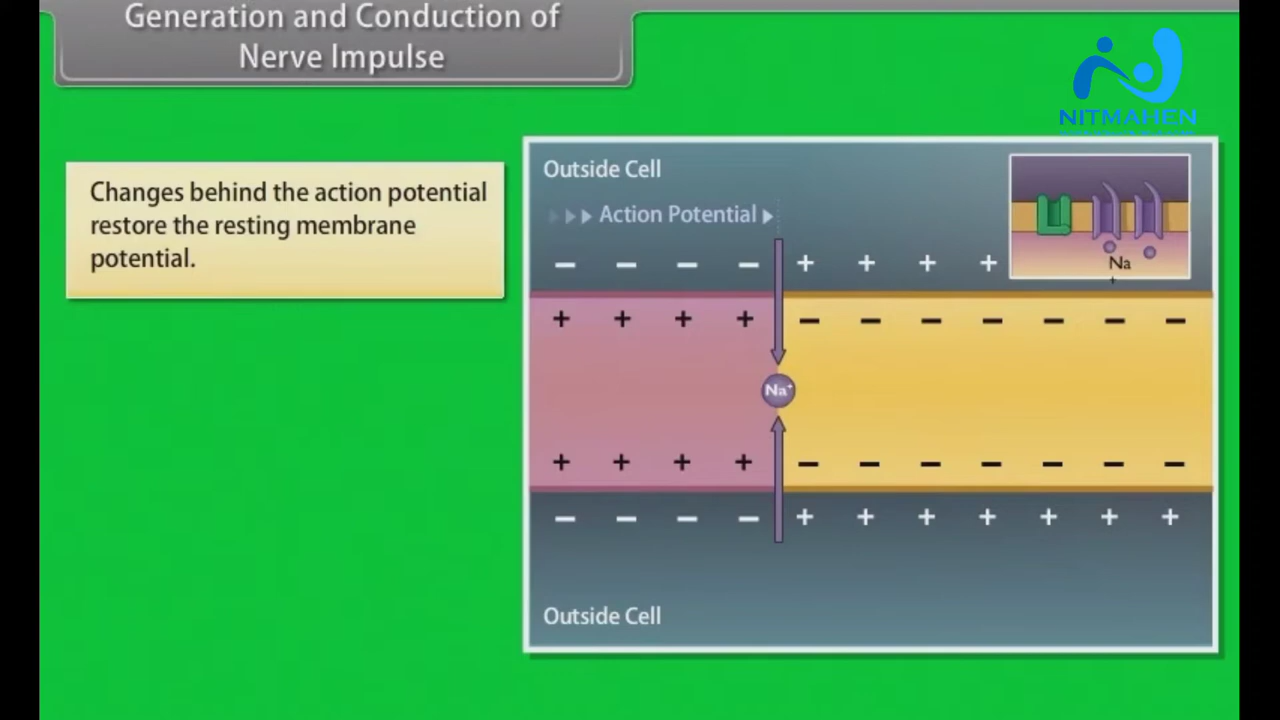 Generation and Conduction of
Nerve Impulse
NITMAHEN
Changes behind the action potential
restore the resting membrane
potential.
Outside Cell
Action Potential
− − − − + + + +
Na
+
+ + + + − − − − − − −
Na+
+ + + + − − − − − − −
− − − − + + + + + + +
Outside Cell